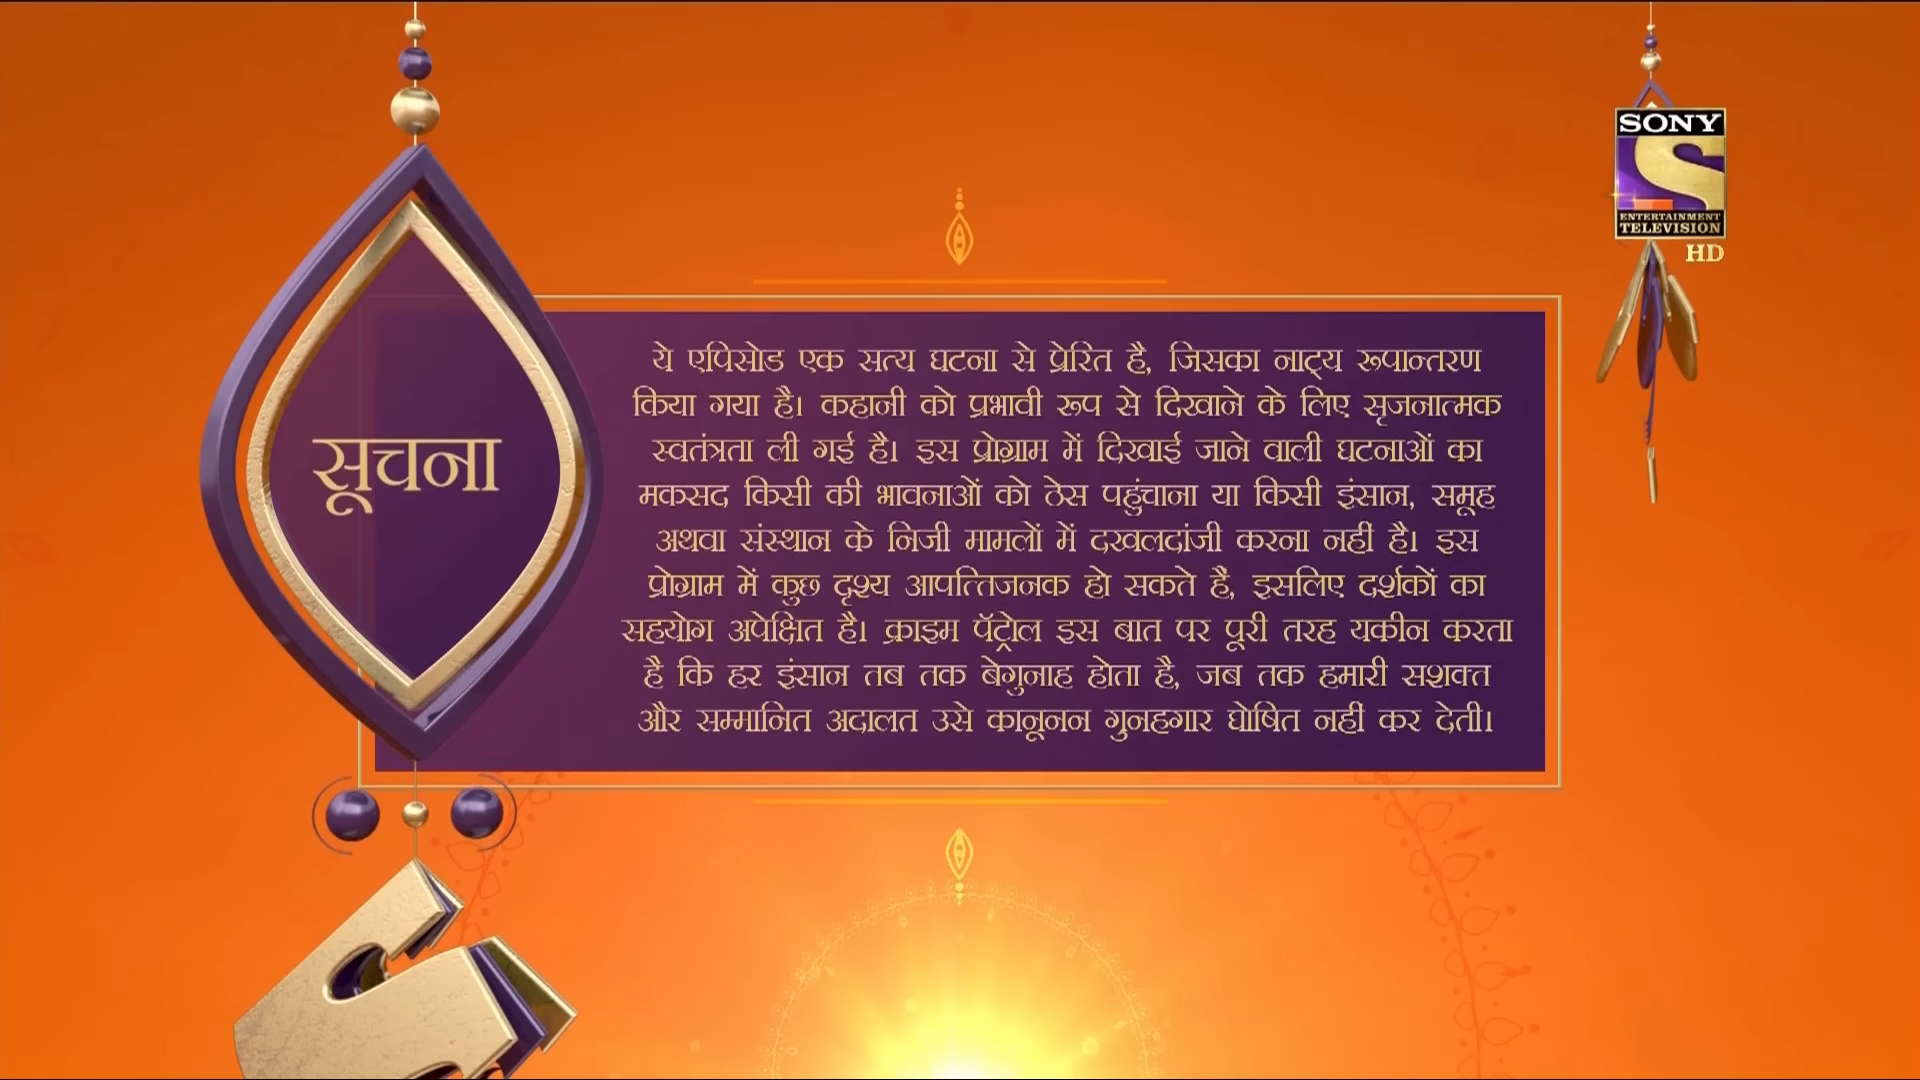 सूचना
ये एपिसोड एक सत्य घटना से प्रेरित है, जिसका नाट्य रूपान्तरण
किया गया है। कहानी को प्रभावी रूप से दिखाने के लिए सृजनात्मक
स्वतंत्रता ली गई है। इस प्रोग्राम में दिखाई जाने वाली घटनाओं का
मकसद किसी की भावनाओं को ठेस पहुंचाना या किसी इंसान, समूह
अथवा संस्थान के निजी मामलों में दखलदांजी करना नहीं है। इस
प्रोग्राम में कुछ दृश्य आपत्तिजनक हो सकते हैं, इसलिए दर्शकों का
सहयोग अपेक्षित है। क्राइम पॅट्रोल इस बात पर पूरी तरह यकीन करता
है कि हर इंसान तब तक बेगुनाह होता है, जब तक हमारी सशक्त
और सम्मानित अदालत उसे कानूनन गुनहगार घोषित नहीं कर देती।
SONY
ENTERTAINMENT
TELEVISION
HD